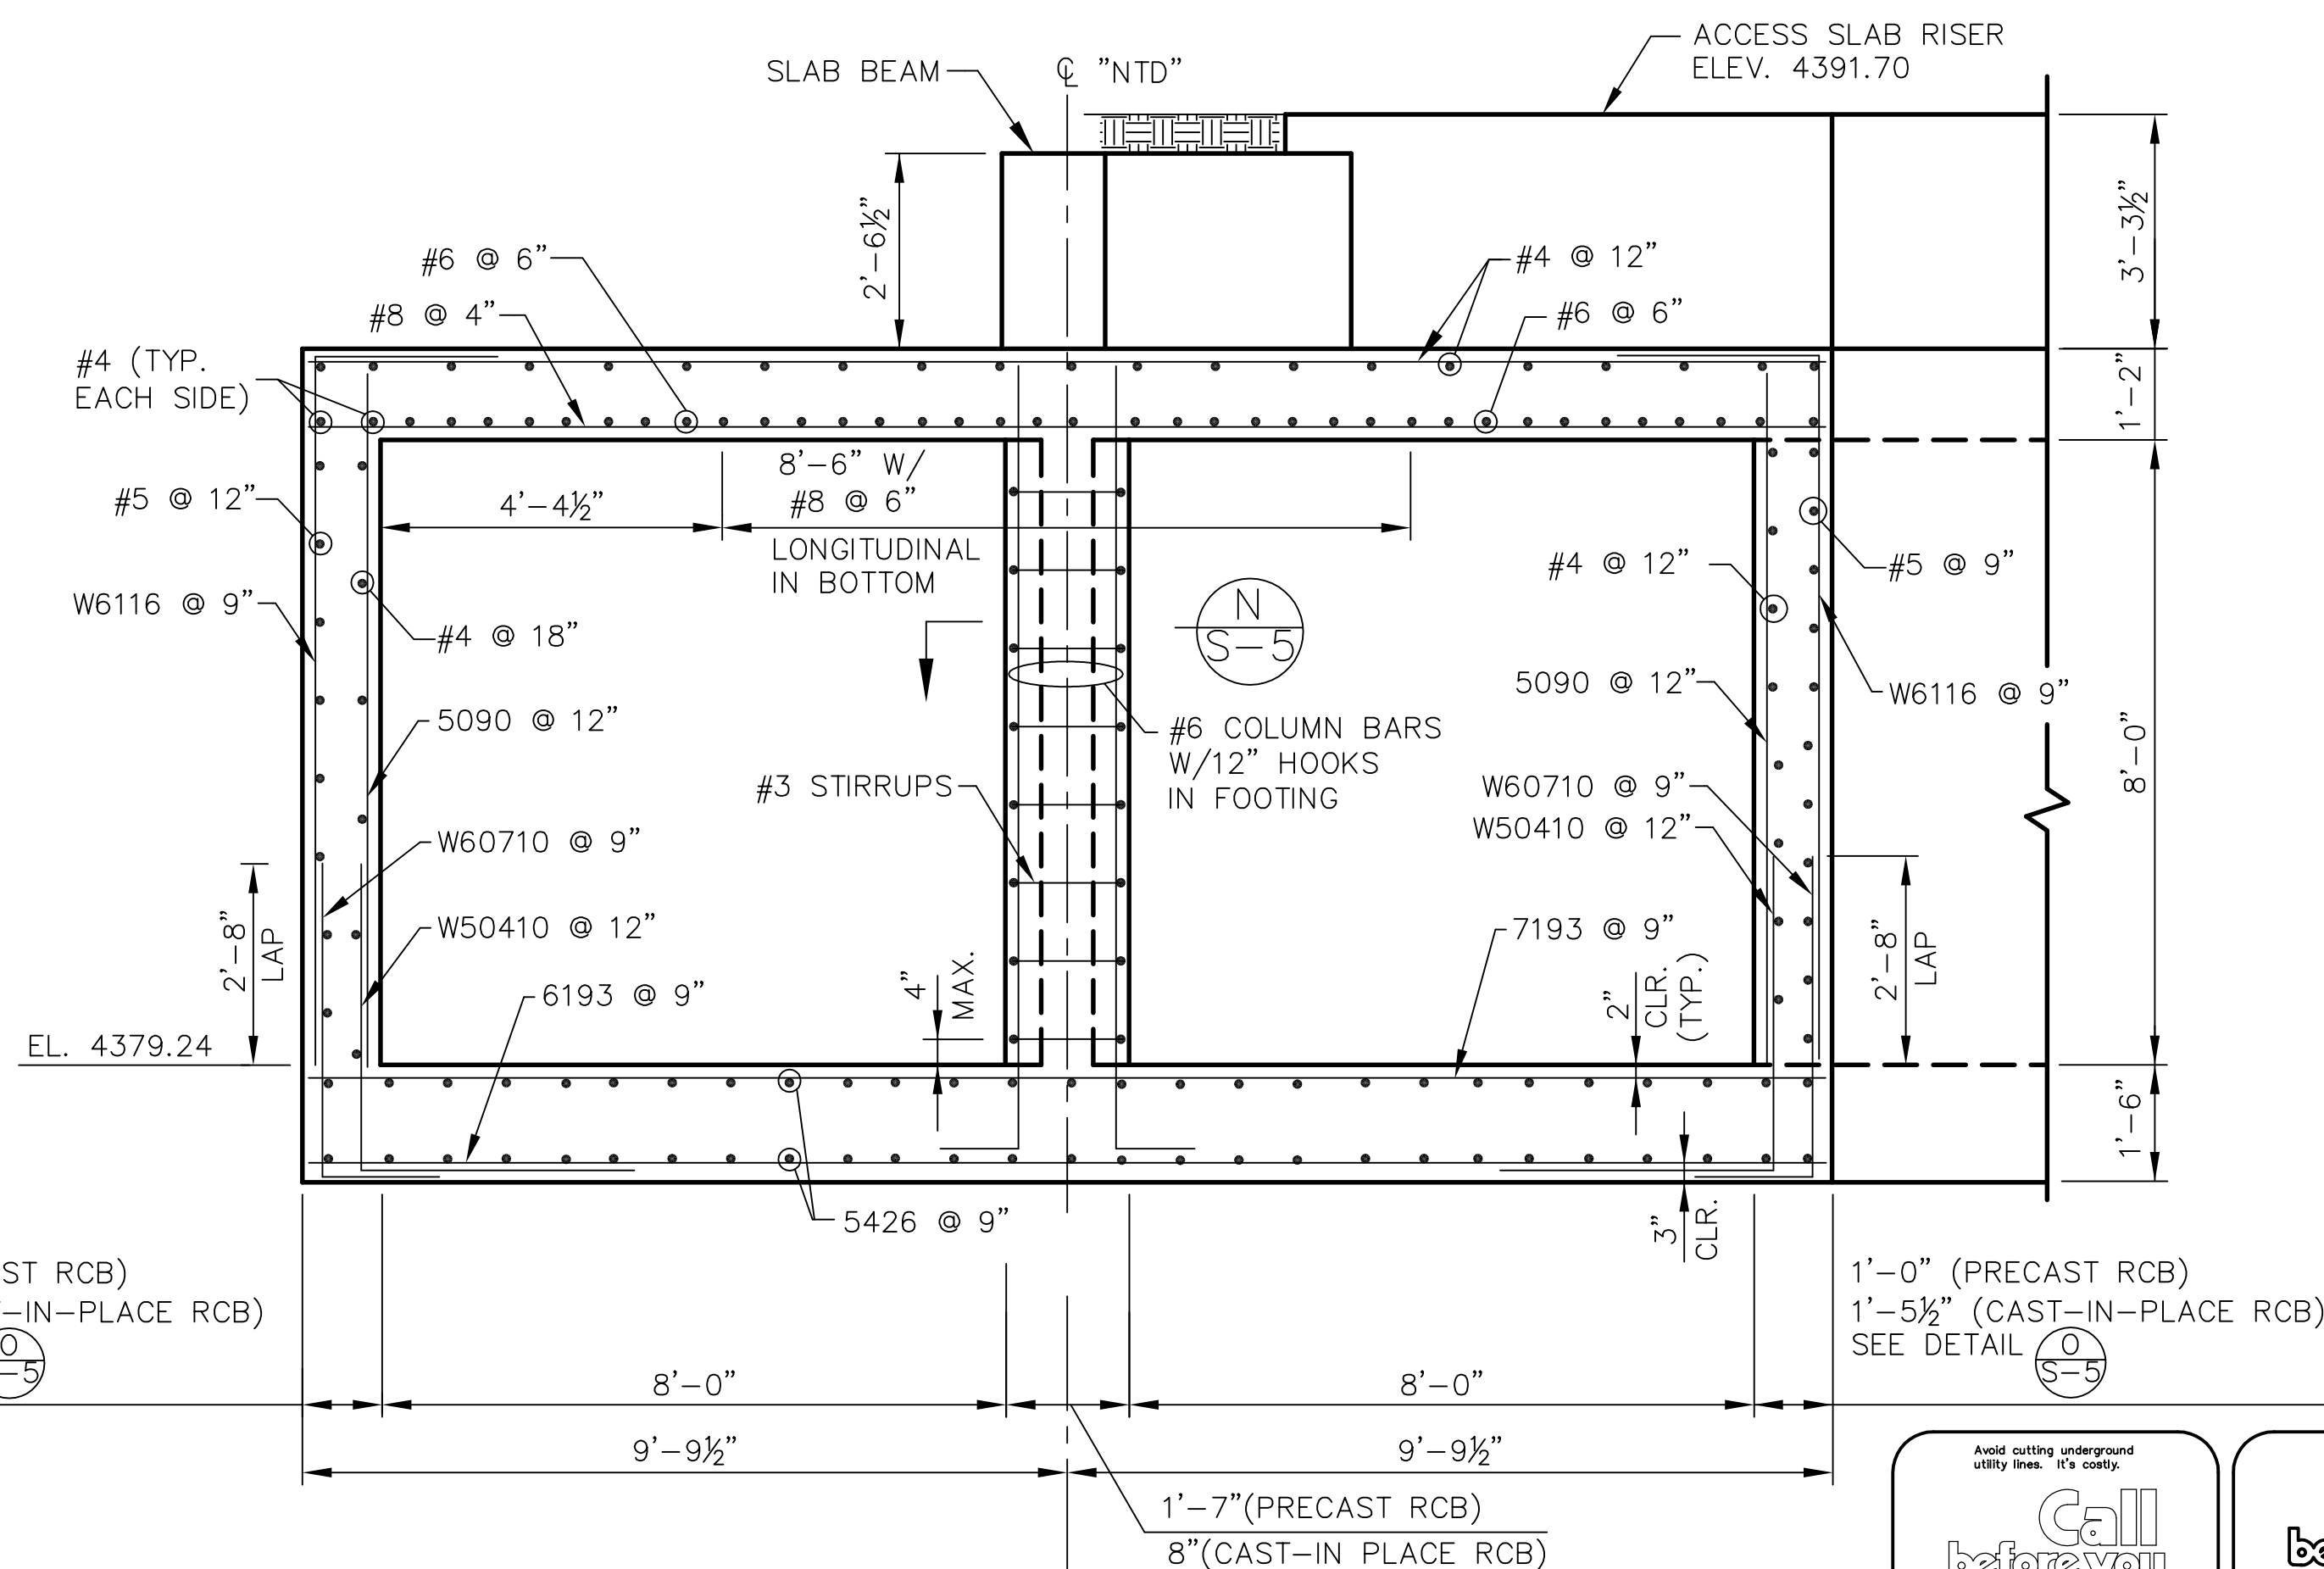 ACCESS SLAB RISER
ELEV. 4391.70
SLAB BEAM
℄ "NTD"
2'-6½"
3'-3½"
#6 @ 6"
#8 @ 4"
#4 @ 12"
#6 @ 6"
#4 (TYP.
EACH SIDE)
1'-2"
8'-6" W/
#8 @ 6"
4'-4½"
LONGITUDINAL
IN BOTTOM
#5 @ 12"
W6116 @ 9"
#4 @ 18"
N
S-5
#4 @ 12"
#5 @ 9"
5090 @ 12"
5090 @ 12"
W6116 @ 9"
#6 COLUMN BARS
W/12" HOOKS
IN FOOTING
8'-0"
#3 STIRRUPS
W60710 @ 9"
W50410 @ 12"
W60710 @ 9"
W50410 @ 12"
2'-8"
LAP
7193 @ 9"
2'-8"
LAP
6193 @ 9"
4"
MAX.
2"
CLR.
(TYP.)
EL. 4379.24
1'-6"
5426 @ 9"
3"
CLR.
ST RCB)
-IN-PLACE RCB)
O
-5
1'-0" (PRECAST RCB)
1'-5½" (CAST-IN-PLACE RCB)
SEE DETAIL
O
S-5
8'-0"
8'-0"
9'-9½"
9'-9½"
1'-7"(PRECAST RCB)
8"(CAST-IN PLACE RCB)
Avoid cutting underground
utility lines. It's costly.
Call
before you
be